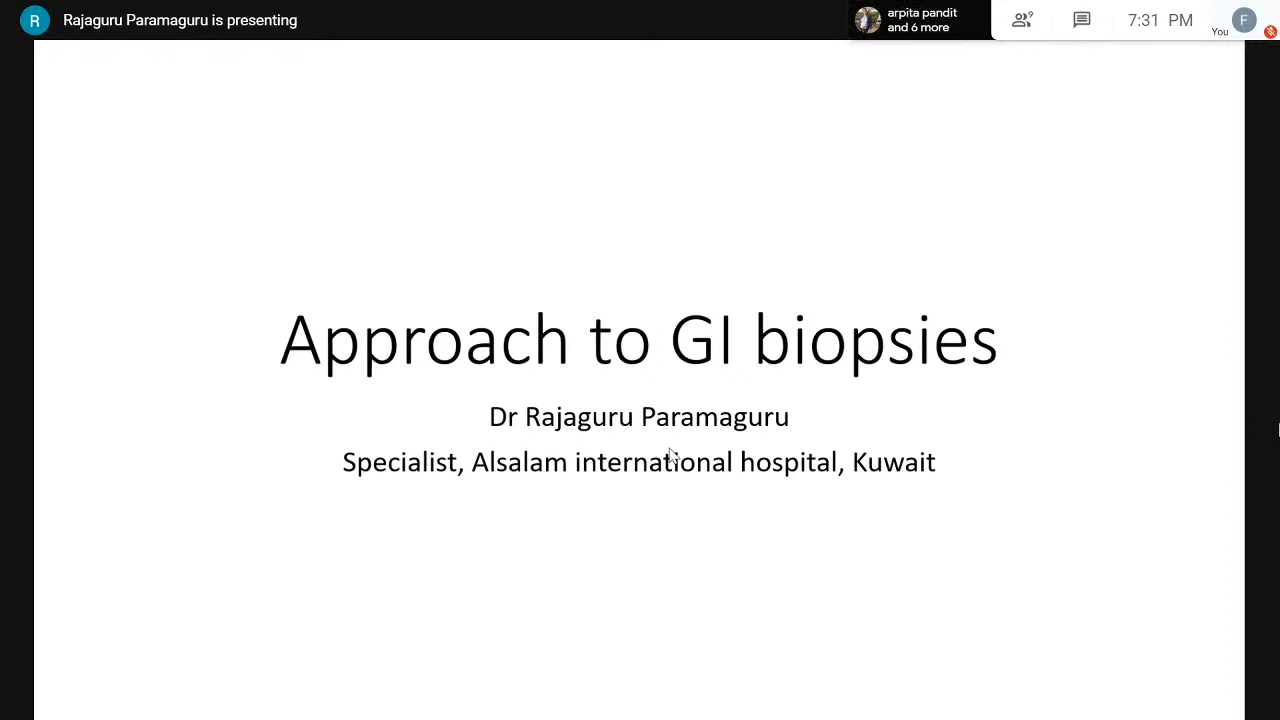 R
Rajaguru Paramaguru is presenting
arpita pandit
and 6 more
9
7:31 PM
You
F
Approach to GI biopsies
Dr Rajaguru Paramaguru
Specialist, Alsalam international hospital, Kuwait